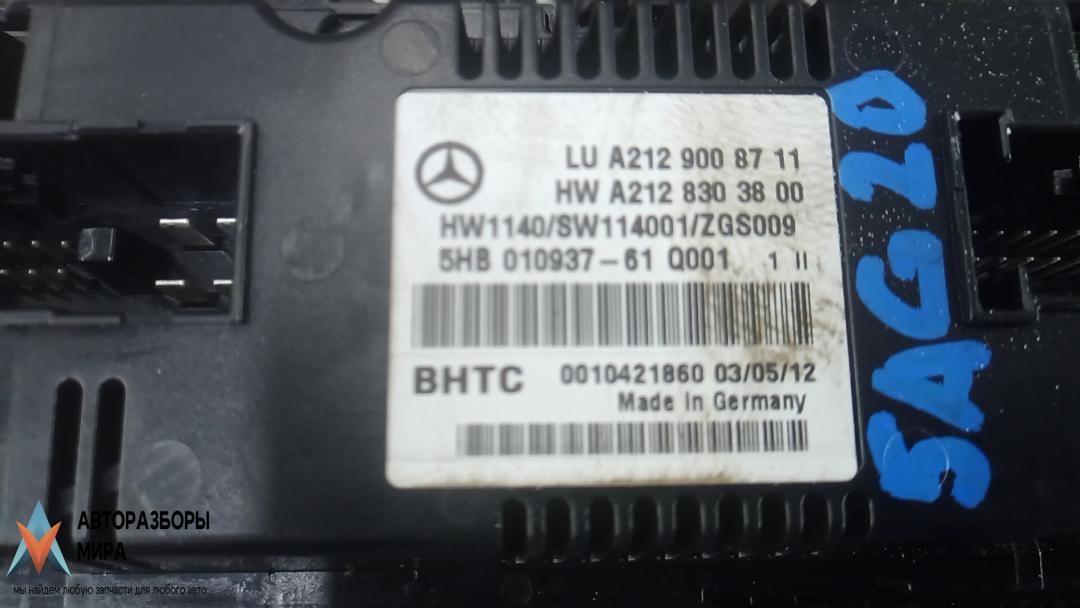 LU A212 900 87 11
HW A212 830 38 00
HW1140/SW114001/ZGS009
5HB 010937-61 Q001 1 II
BHTC 0010421860 03/05/12
Made in Germany
5AG20
АВТОРАЗБОРЫ
МИРА
мы найдем любую запчасти для любого авто